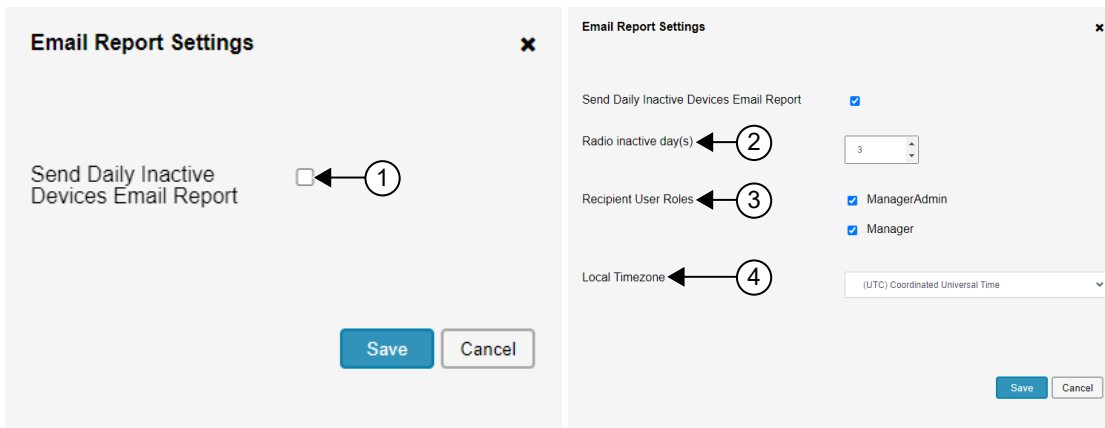 Email Report Settings
Send Daily Inactive
Devices Email Report
1
Save
Cancel
Email Report Settings
Send Daily Inactive Devices Email Report
Radio inactive day(s)
2
3
Recipient User Roles
3
ManagerAdmin
Manager
Local Timezone
4
(UTC) Coordinated Universal Time
Save
Cancel